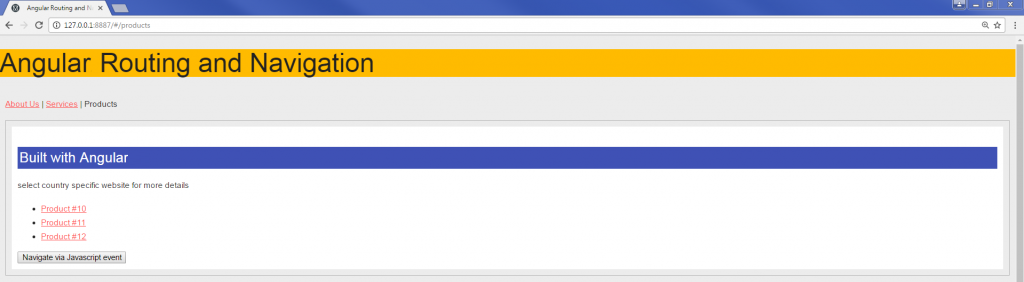 Angular Routing and N
127.0.0.1:8887/#/products
Angular Routing and Navigation
About Us | Services | Products
Built with Angular
select country specific website for more details
Product #10
Product #11
Product #12
Navigate via Javascript event